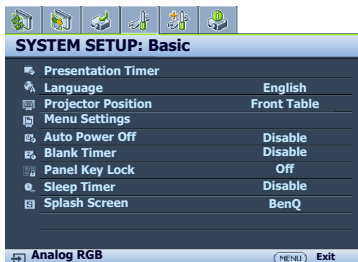 SYSTEM SETUP: Basic
Presentation Timer
Language English
Projector Position Front Table
Menu Settings
Auto Power Off Disable
Blank Timer Disable
Panel Key Lock Off
Sleep Timer Disable
Splash Screen BenQ
Analog RGB MENU Exit